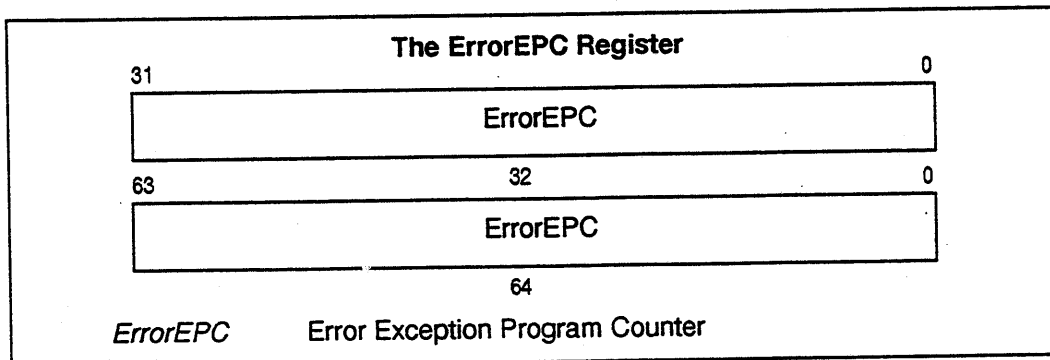 The ErrorEPC Register
31 0
ErrorEPC
32
63 0
ErrorEPC
64
ErrorEPC Error Exception Program Counter